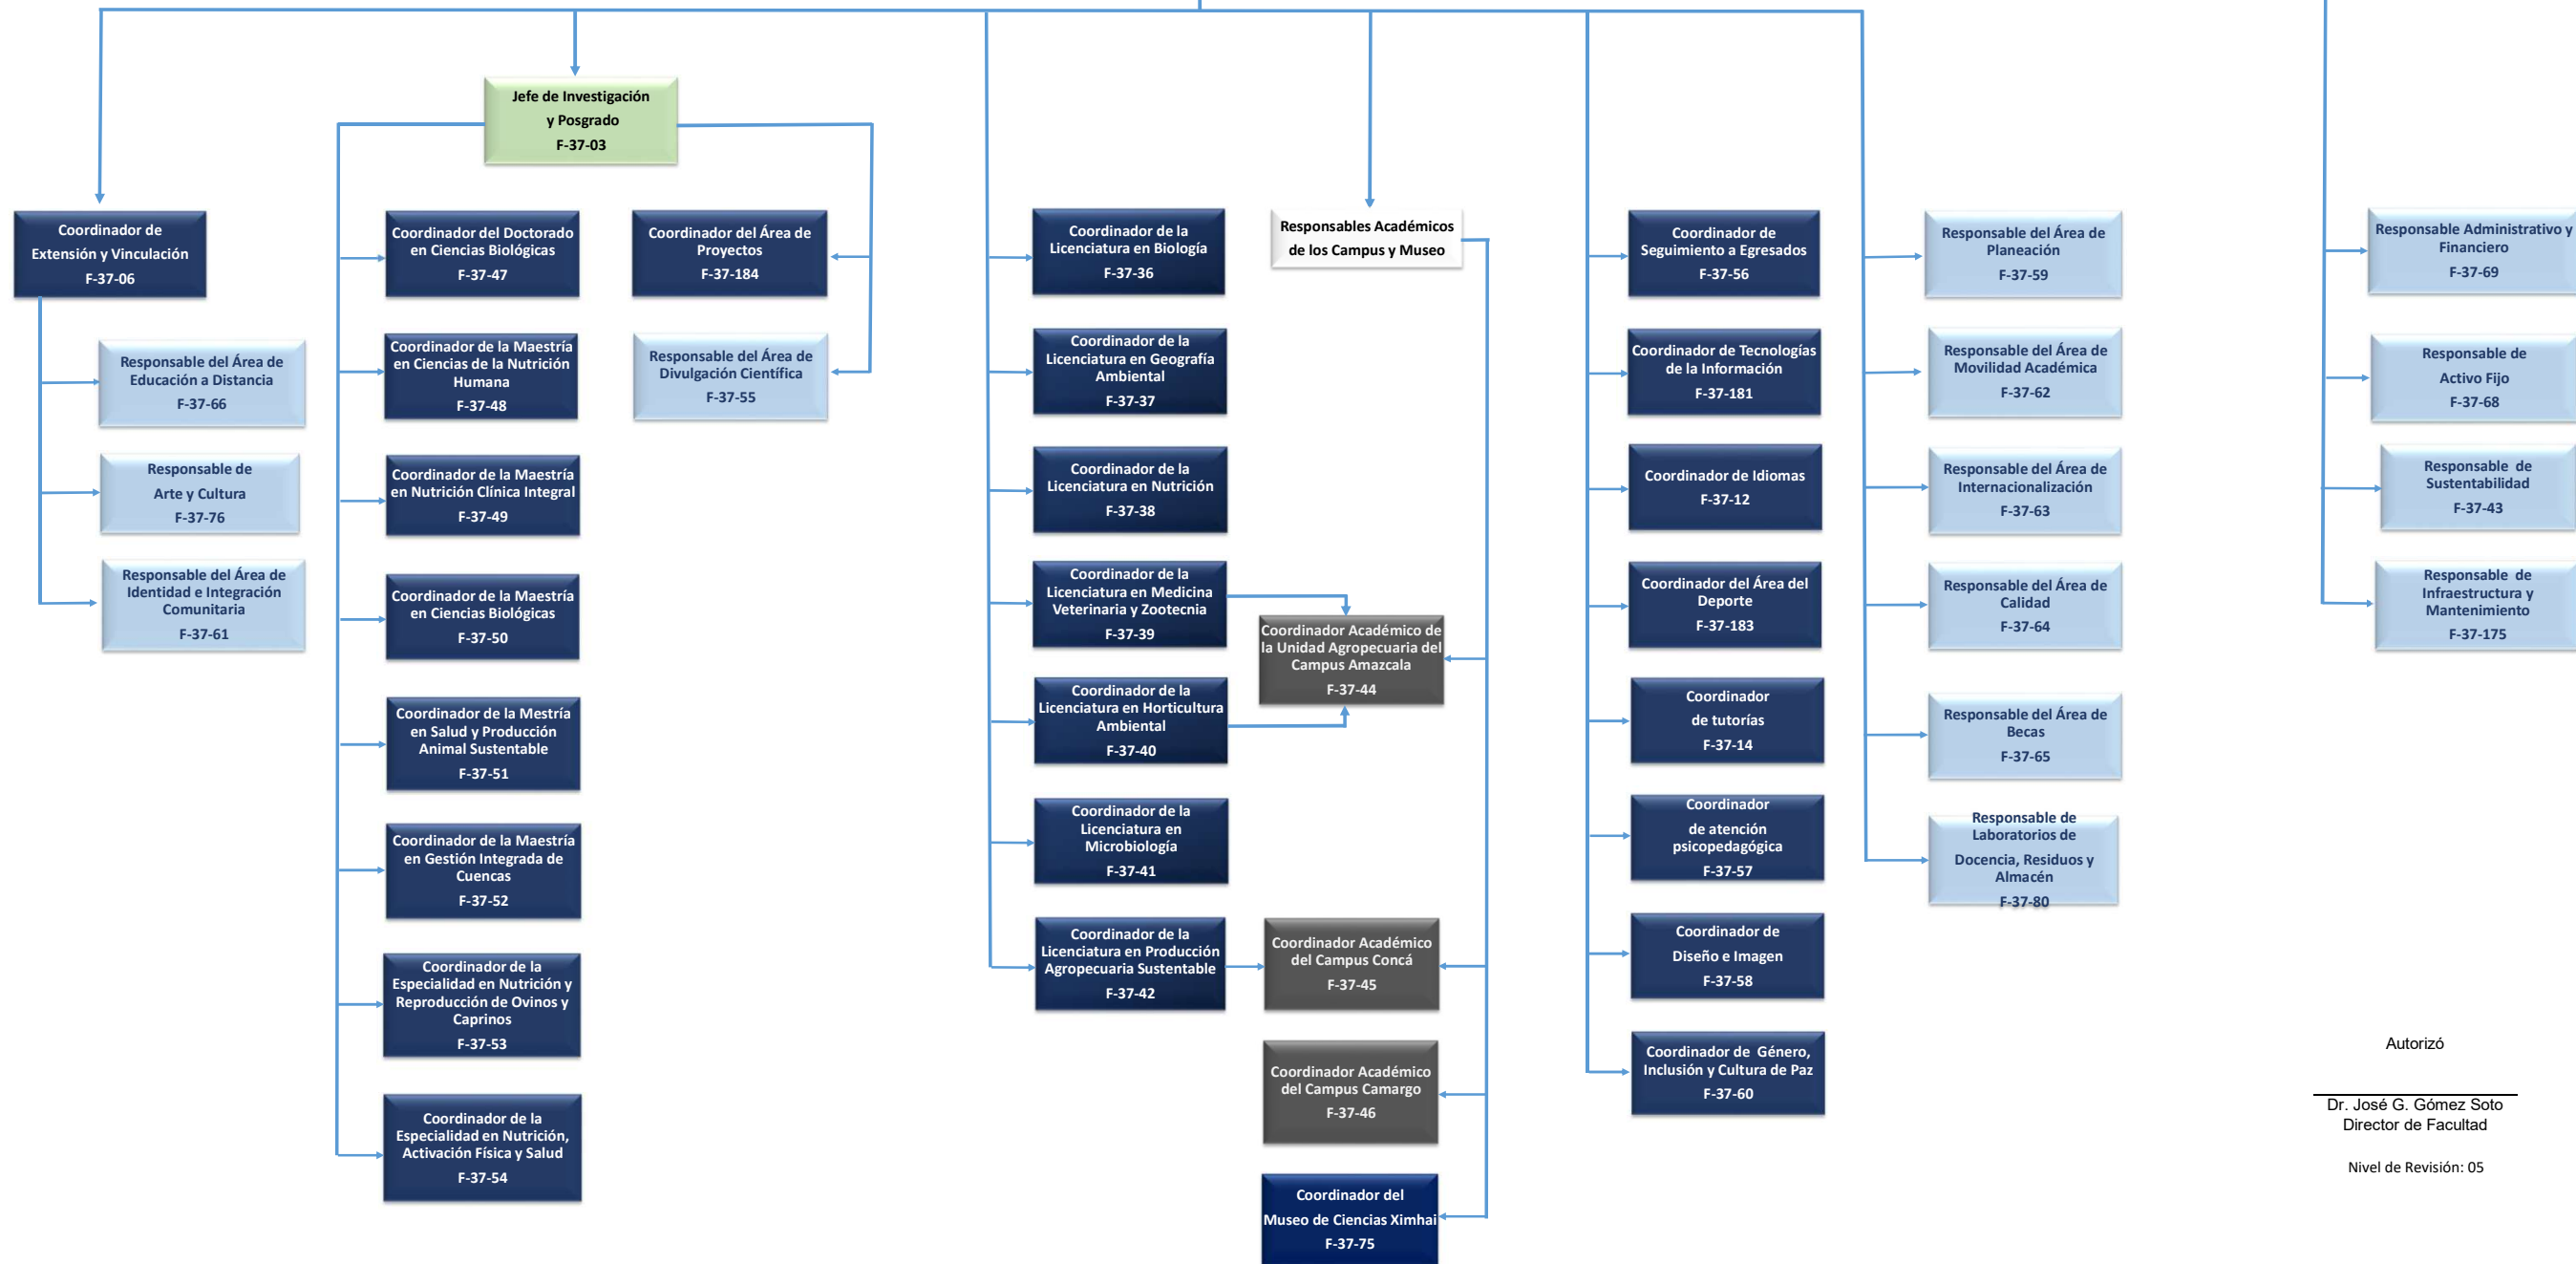 Jefe de Investigación
y Posgrado
F-37-03
Coordinador de
Extensión y Vinculación
F-37-06
Responsable del Área de
Educación a Distancia
F-37-66
Responsable de
Arte y Cultura
F-37-76
Responsable del Área de
Identidad e Integración
Comunitaria
F-37-61
Coordinador del Doctorado
en Ciencias Biológicas
F-37-47
Coordinador de la Maestría
en Ciencias de la Nutrición
Humana
F-37-48
Coordinador de la Maestría
en Nutrición Clínica Integral
F-37-49
Coordinador de la Maestría
en Ciencias Biológicas
F-37-50
Coordinador de la Mestría
en Salud y Producción
Animal Sustentable
F-37-51
Coordinador de la Maestría
en Gestión Integrada de
Cuencas
F-37-52
Coordinador de la
Especialidad en Nutrición y
Reproducción de Ovinos y
Caprinos
F-37-53
Coordinador de la
Especialidad en Nutrición,
Activación Física y Salud
F-37-54
Coordinador del Área de
Proyectos
F-37-184
Responsable del Área de
Divulgación Científica
F-37-55
Coordinador de la
Licenciatura en Biología
F-37-36
Coordinador de la
Licenciatura en Geografía
Ambiental
F-37-37
Coordinador de la
Licenciatura en Nutrición
F-37-38
Coordinador de la
Licenciatura en Medicina
Veterinaria y Zootecnia
F-37-39
Coordinador de la
Licenciatura en Horticultura
Ambiental
F-37-40
Coordinador de la
Licenciatura en
Microbiología
F-37-41
Coordinador de la
Licenciatura en Producción
Agropecuaria Sustentable
F-37-42
Responsables Académicos
de los Campus y Museo
Coordinador Académico de
la Unidad Agropecuaria del
Campus Amazcala
F-37-44
Coordinador Académico
del Campus Concá
F-37-45
Coordinador Académico
del Campus Camargo
F-37-46
Coordinador del
Museo de Ciencias Ximhai
F-37-75
Coordinador de
Seguimiento a Egresados
F-37-56
Coordinador de Tecnologías
de la Información
F-37-181
Coordinador de Idiomas
F-37-12
Coordinador del Área del
Deporte
F-37-183
Coordinador
de tutorías
F-37-14
Coordinador
de atención
psicopedagógica
F-37-57
Coordinador de
Diseño e Imagen
F-37-58
Coordinador de Género,
Inclusión y Cultura de Paz
F-37-60
Responsable del Área de
Planeación
F-37-59
Responsable del Área de
Movilidad Académica
F-37-62
Responsable del Área de
Internacionalización
F-37-63
Responsable del Área de
Calidad
F-37-64
Responsable del Área de
Becas
F-37-65
Responsable de
Laboratorios de
Docencia, Residuos y
Almacén
F-37-80
Responsable Administrativo y
Financiero
F-37-69
Responsable de
Activo Fijo
F-37-68
Responsable de
Sustentabilidad
F-37-43
Responsable de
Infraestructura y
Mantenimiento
F-37-175
Autorizó
Dr. José G. Gómez Soto
Director de Facultad
Nivel de Revisión: 05